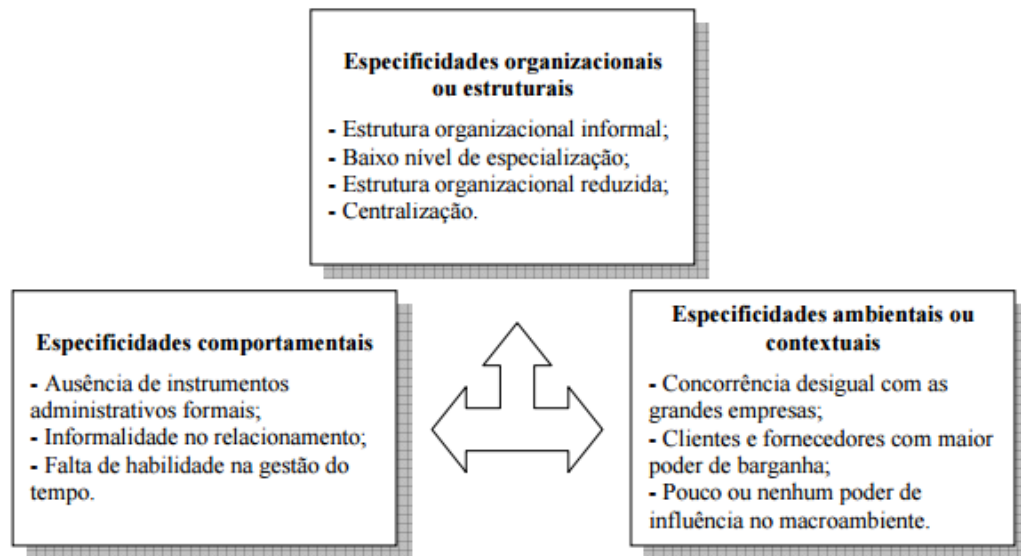 Especificidades organizacionais
ou estruturais
- Estrutura organizacional informal;
- Baixo nível de especialização;
- Estrutura organizacional reduzida;
- Centralização.
Especificidades comportamentais
- Ausência de instrumentos
administrativos formais;
- Informalidade no relacionamento;
- Falta de habilidade na gestão do
tempo.
Especificidades ambientais ou
contextuais
- Concorrência desigual com as
grandes empresas;
- Clientes e fornecedores com maior
poder de barganha;
- Pouco ou nenhum poder de
influência no macroambiente.